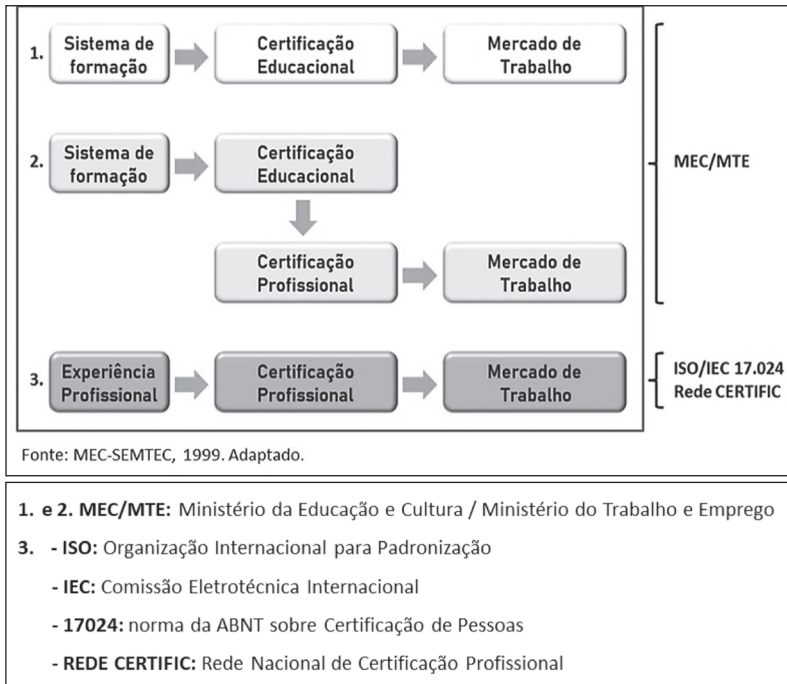 1.
Sistema de
formação
Certificação
Educacional
Mercado de
Trabalho
2.
Sistema de
formação
Certificação
Educacional
Certificação
Profissional
Mercado de
Trabalho
MEC/MTE
3.
Experiência
Profissional
Certificação
Profissional
Mercado de
Trabalho
ISO/IEC 17.024
Rede CERTIFIC
Fonte: MEC-SEMTEC, 1999. Adaptado.
1. e 2. MEC/MTE: Ministério da Educação e Cultura / Ministério do Trabalho e Emprego
3. - ISO: Organização Internacional para Padronização
- IEC: Comissão Eletrotécnica Internacional
- 17024: norma da ABNT sobre Certificação de Pessoas
- REDE CERTIFIC: Rede Nacional de Certificação Profissional